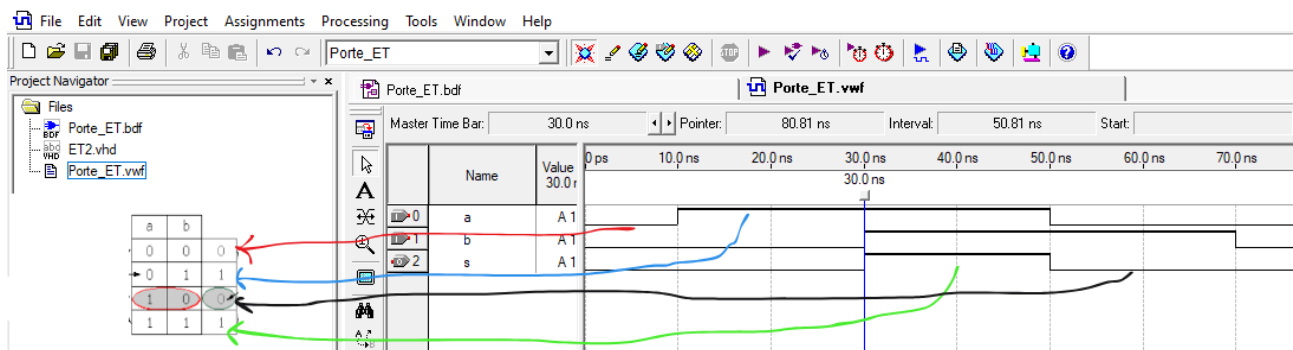 File Edit View Project Assignments Processing Tools Window Help
Porte_ET
STOP
Project Navigator
Files
BDF Porte_ET.bdf
abc VHD ET2.vhd
Porte_ET.vwf
Porte_ET.bdf Porte_ET.vwf
Master Time Bar: 30.0 ns Pointer: 80.81 ns Interval: 50.81 ns Start:
Name Value 30.0 r
0 ps 10.0 ns 20.0 ns 30.0 ns 40.0 ns 50.0 ns 60.0 ns 70.0 ns
30.0 ns
0 a A 1
1 b A 1
2 s A 1
a b
0 0 0
0 1 1
1 0 0
1 1 1